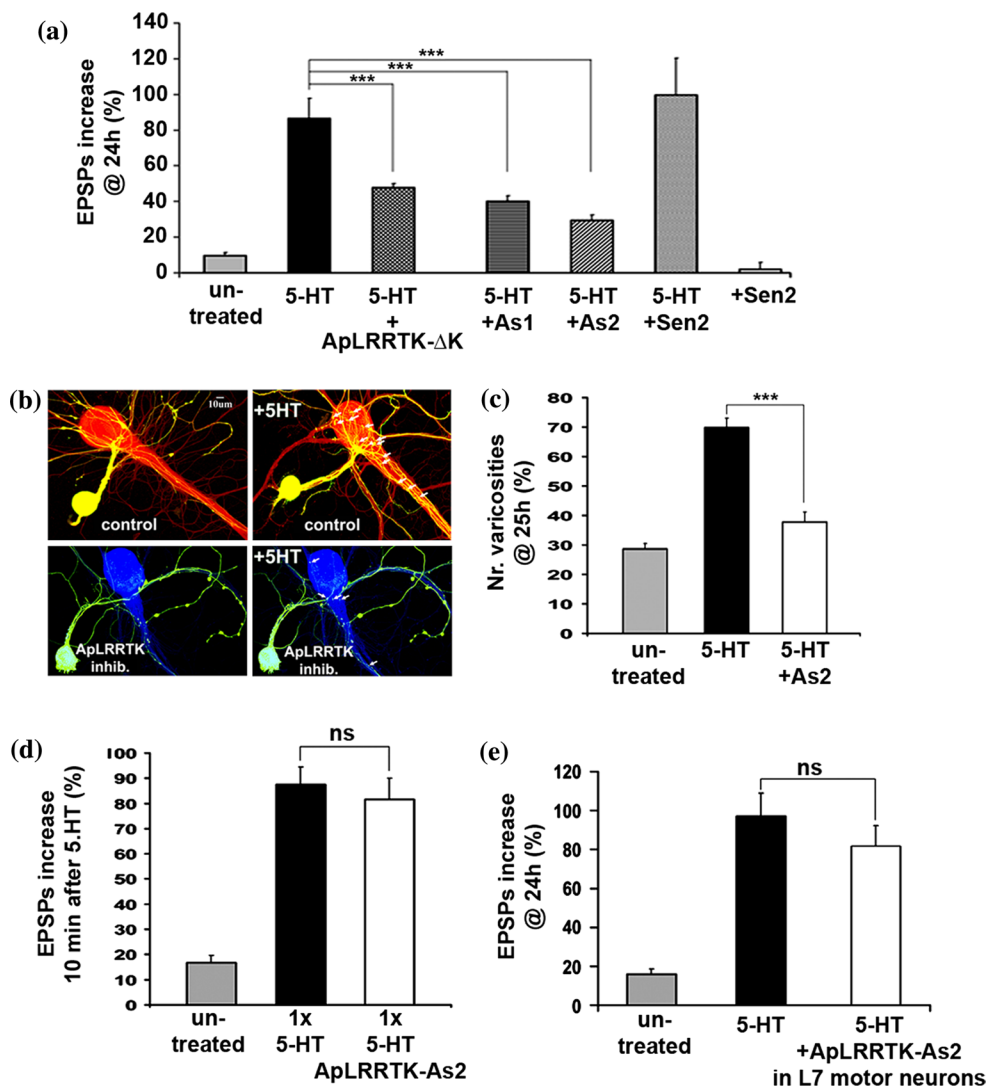 (a)
EPSPs increase
@ 24h (%)
140
120
100
80
60
40
20
0
***
***
***
un-
treated
5-HT
5-HT
+
ApLRRTK-ΔK
5-HT
+As1
5-HT
+As2
5-HT
+Sen2
+Sen2
(b)
10um
control
+5HT
control
ApLRRTK
inhib.
+5HT
ApLRRTK
inhib.
(c)
Nr. varicosities
@ 25h (%)
80
70
60
50
40
30
20
10
0
***
un-
treated
5-HT
5-HT
+As2
(d)
EPSPs increase
10 min after 5.HT (%)
100
90
80
70
60
50
40
30
20
10
0
ns
un-
treated
1x
5-HT
1x
5-HT
ApLRRTK-As2
(e)
EPSPs increase
@ 24h (%)
120
100
80
60
40
20
0
ns
un-
treated
5-HT
5-HT
+ApLRRTK-As2
in L7 motor neurons